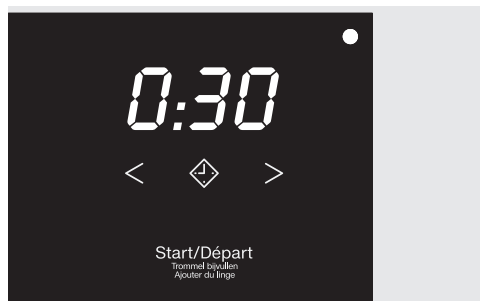 0:30
< >
Start/Départ
Trommel bijvullen
Ajouter du linge